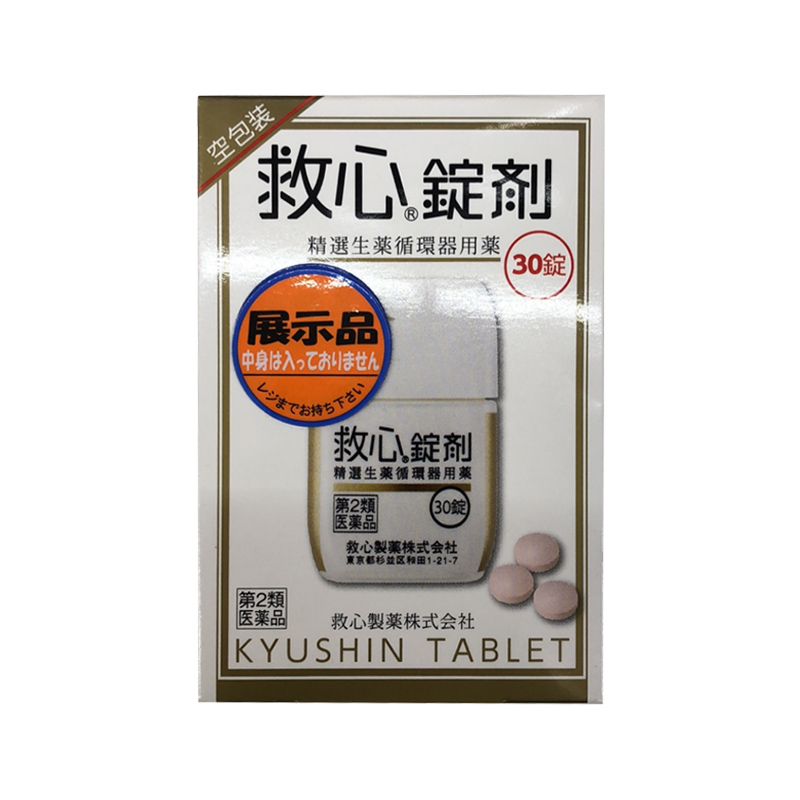 空包装
救心®錠剤
精選生薬循環器用薬
30錠
展示品
中身は入っておりません
レジまでお持ち下さい
救心®錠剤
精選生薬循環器用薬
第2類
医薬品
30錠
救心製薬株式会社
東京都杉並区和田1-21-7
第2類
医薬品
救心製薬株式会社
KYUSHIN TABLET